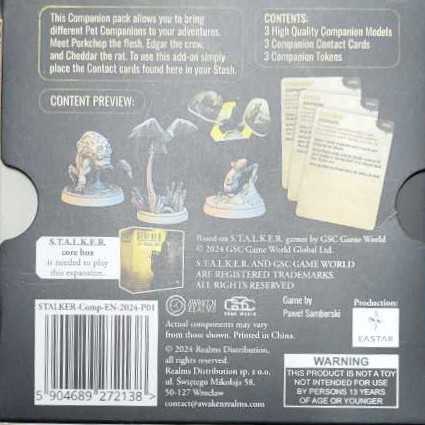 This Companion pack allows you to bring
different Pet Companions to your adventures.
Meet Porkchop the flesh, Edgar the crow,
and Cheddar the rat. To use this add-on simply
place the Contact cards found here in your Stash.
CONTENTS:
3 High Quality Companion Models
3 Companion Contact Cards
3 Companion Tokens
CONTENT PREVIEW:
S.T.A.L.K.E.R.
core box
is needed to play
this expansion.
Based on S.T.A.L.K.E.R. games by GSC Game World
© 2024 GSC Game World Global Ltd.
S.T.A.L.K.E.R. AND GSC GAME WORLD
ARE REGISTERED TRADEMARKS.
ALL RIGHTS RESERVED
STALKER-Comp-EN-2024-P01
5 904689 272138 >
AWAKEN
REALMS
GAME WORLD
Actual components may vary
from those shown. Printed in China.
© 2024 Realms Distribution,
all rights reserved.
Realms Distribution sp. z o.o.
ul. Świętego Mikołaja 58,
50-127 Wrocław
contact@awakenrealms.com
Game by
Paweł Samborski
Production:
EASTAR
WARNING
THIS PRODUCT IS NOT A TOY
NOT INTENDED FOR USE
BY PERSONS 13 YEARS
OF AGE OR YOUNGER